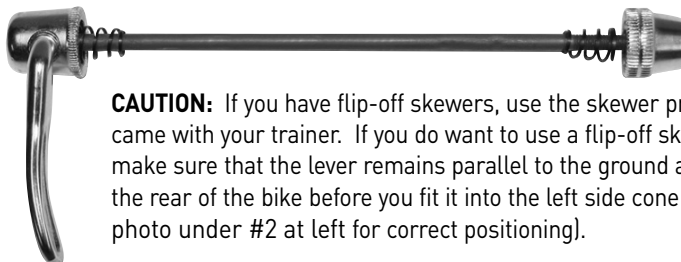 CAUTION: If you have flip-off skewers, use the skewer
came with your trainer. If you do want to use a flip-off
make sure that the lever remains parallel to the ground
the rear of the bike before you fit it into the left side cone
photo under #2 at left for correct positioning).